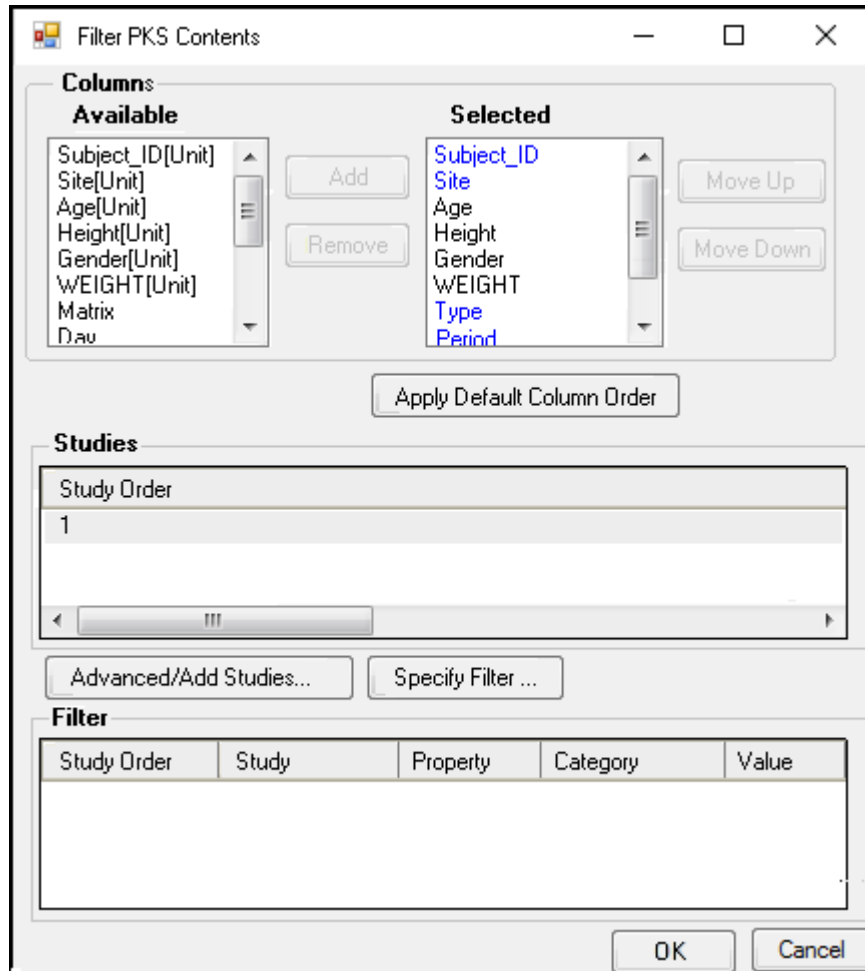 Filter PKS Contents
Columns
Available
Selected
Subject_ID[Unit]
Site[Unit]
Age[Unit]
Height[Unit]
Gender[Unit]
WEIGHT[Unit]
Matrix
Day
Add
Remove
Subject_ID
Site
Age
Height
Gender
WEIGHT
Type
Period
Move Up
Move Down
Apply Default Column Order
Studies
Study Order
1
Advanced/Add Studies...
Specify Filter ...
Filter
Study Order Study Property Category Value
OK Cancel